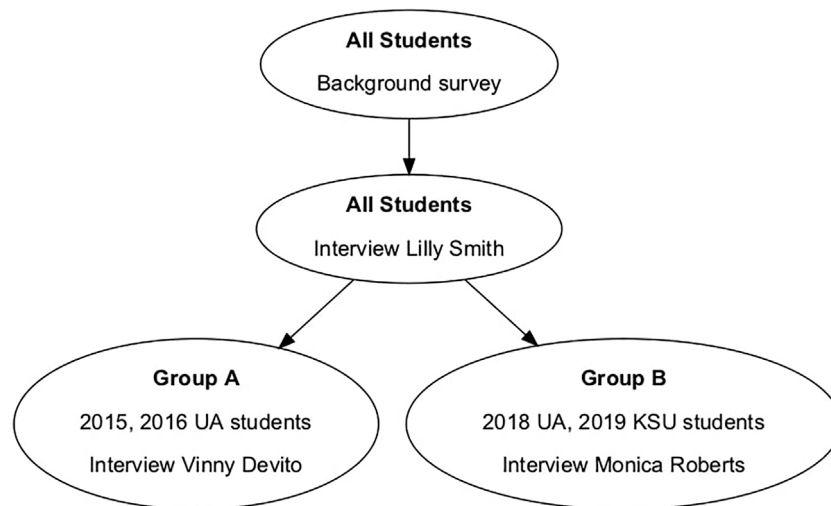 All Students
Background survey
All Students
Interview Lilly Smith
Group A
2015, 2016 UA students
Interview Vinny Devito
Group B
2018 UA, 2019 KSU students
Interview Monica Roberts